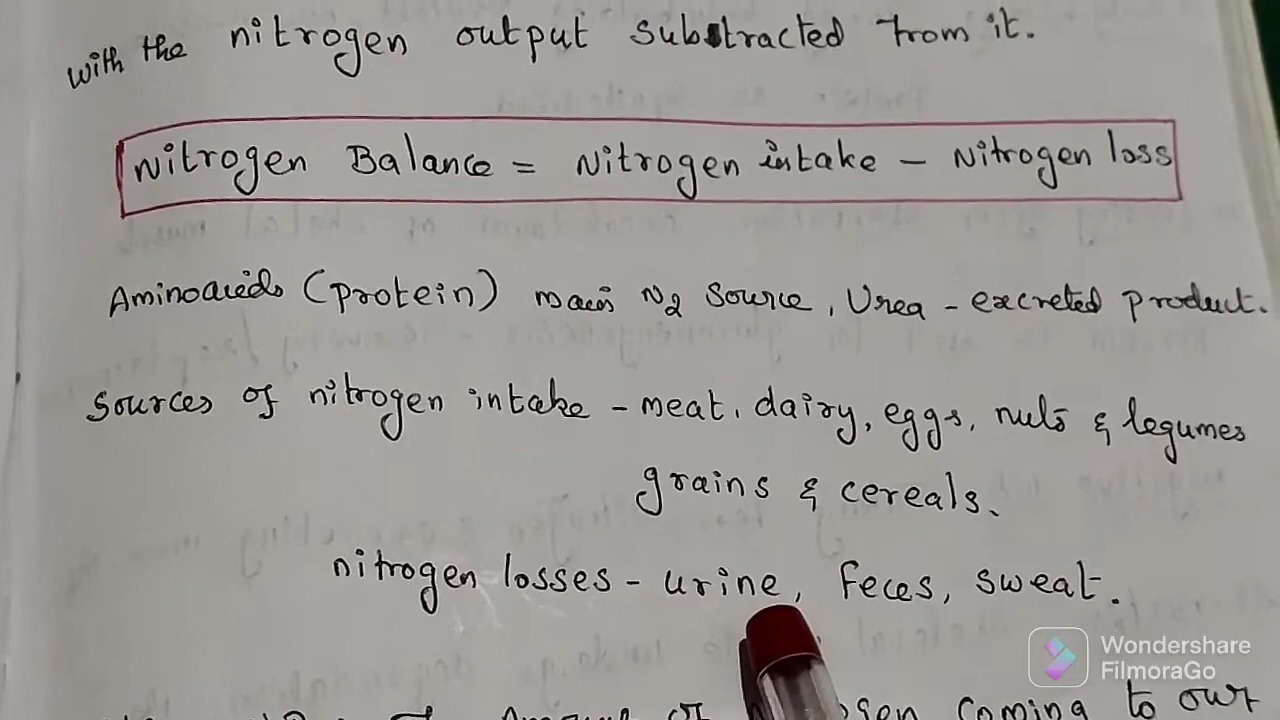 with the nitrogen output substracted from it.
Nitrogen Balance = Nitrogen intake - Nitrogen loss
Aminoacids (protein) main N2 source, Urea - excreted product.
Sources of nitrogen intake - meat, dairy, eggs, nuts & legumes
grains & cereals.
nitrogen losses - urine, Feces, sweat.
Amount of coming to our
Wondershare
FilmoraGo